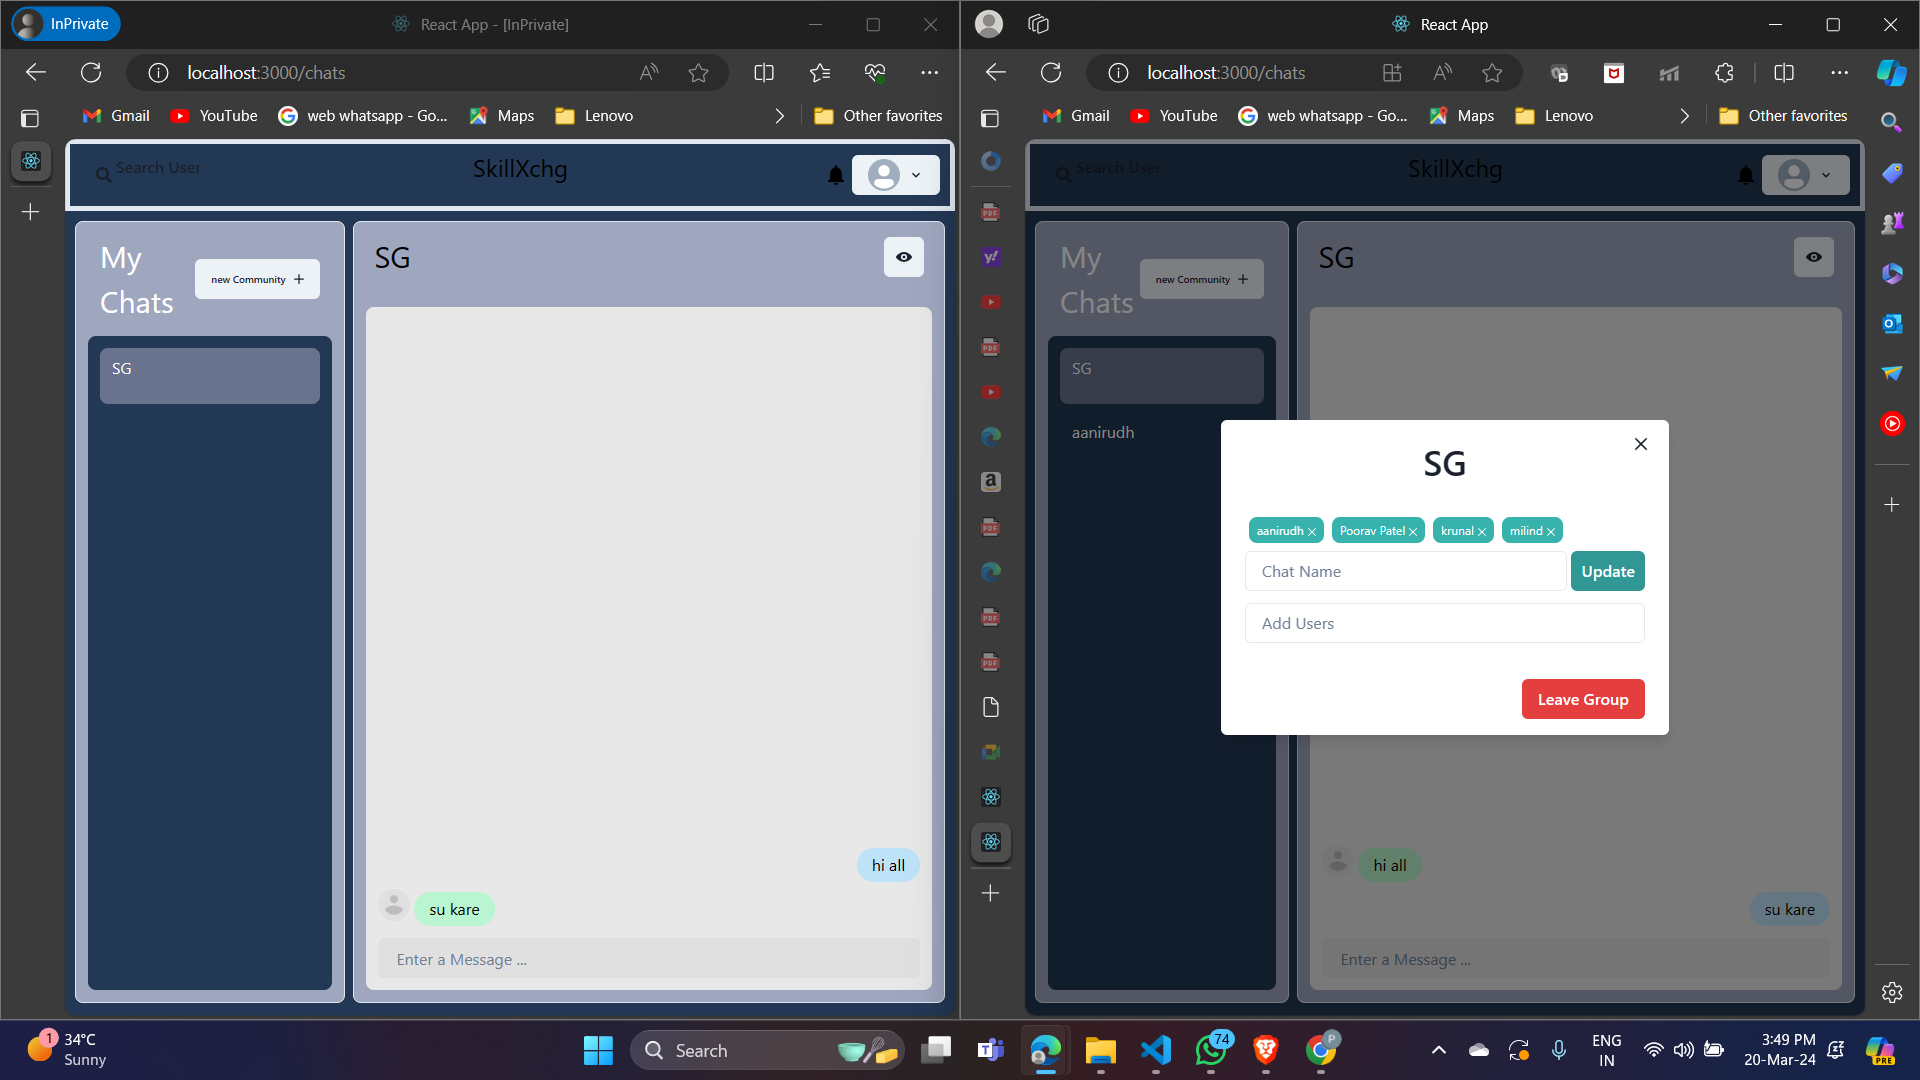 InPrivate
React App - [InPrivate]
localhost:3000/chats
Gmail
YouTube
web whatsapp - Go...
Maps
Lenovo
Other favorites
Search User
SkillXchg
My
Chats
new Community +
SG
SG
hi all
su kare
Enter a Message ...
React App
localhost:3000/chats
Gmail
YouTube
web whatsapp - Go...
Maps
Lenovo
Other favorites
Search User
SkillXchg
My
Chats
new Community +
SG
aanirudh
SG
SG
aanirudh
Poorav Patel
krunal
milind
Chat Name
Update
Add Users
Leave Group
hi all
su kare
Enter a Message ...
1
34°C
Sunny
Search
74
P
ENG
IN
3:49 PM
20-Mar-24
PRE